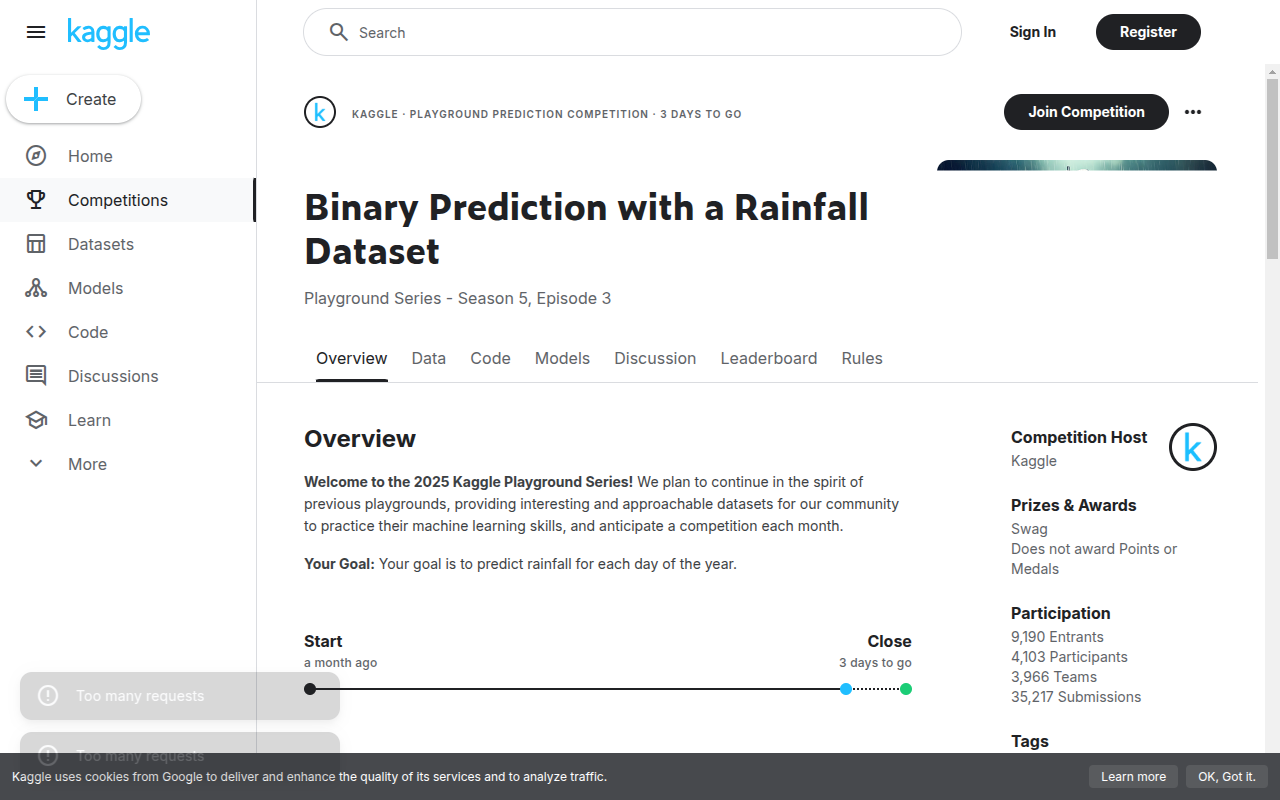 kaggle
Search
Sign In
Register
Create
Home
Competitions
Datasets
Models
Code
Discussions
Learn
More
k
KAGGLE · PLAYGROUND PREDICTION COMPETITION · 3 DAYS TO GO
Join Competition
Binary Prediction with a Rainfall
Dataset
Playground Series - Season 5, Episode 3
Overview
Data
Code
Models
Discussion
Leaderboard
Rules
Overview
Welcome to the 2025 Kaggle Playground Series! We plan to continue in the spirit of
previous playgrounds, providing interesting and approachable datasets for our community
to practice their machine learning skills, and anticipate a competition each month.
Your Goal: Your goal is to predict rainfall for each day of the year.
Start
a month ago
Close
3 days to go
Competition Host
Kaggle
k
Prizes & Awards
Swag
Does not award Points or
Medals
Participation
9,190 Entrants
4,103 Participants
3,966 Teams
35,217 Submissions
Tags
Too many requests
Too many requests
Kaggle uses cookies from Google to deliver and enhance the quality of its services and to analyze traffic.
Learn more
OK, Got it.